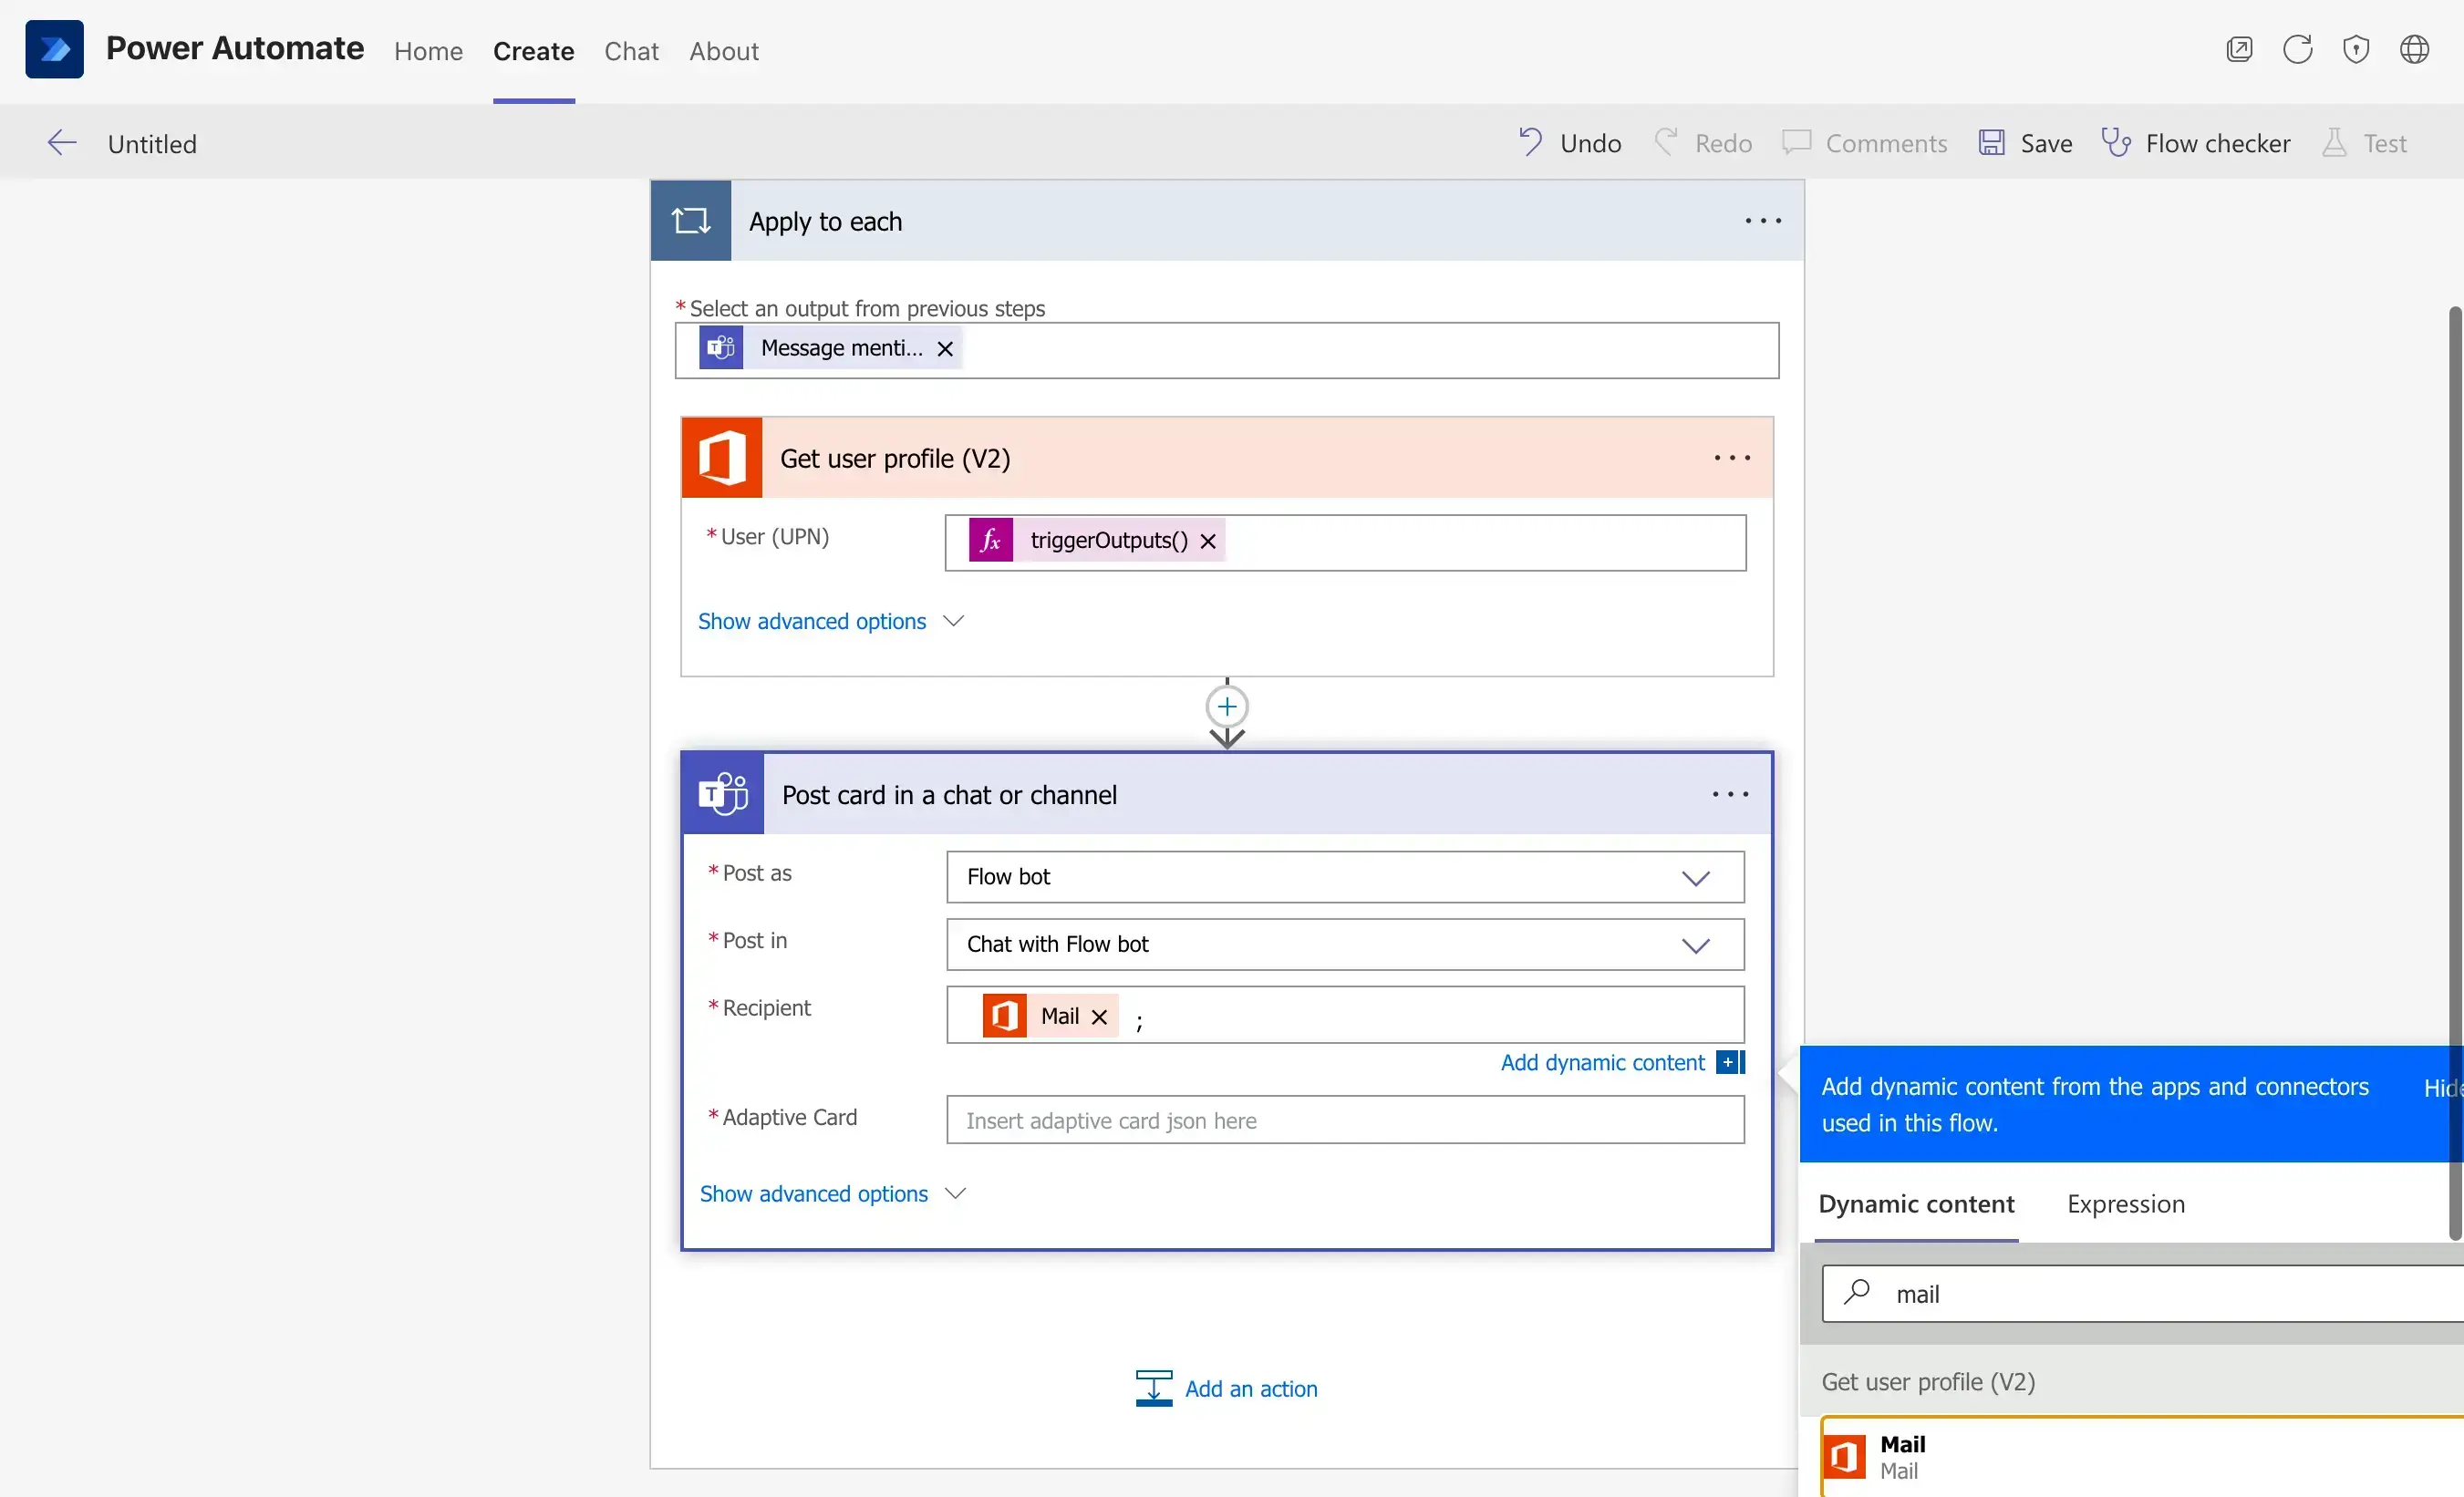 Power Automate Home Create Chat About
Untitled Undo Redo Comments Save Flow checker Test
Apply to each
* Select an output from previous steps
Message menti...
Get user profile (V2)
* User (UPN) fx triggerOutputs()
Show advanced options
Post card in a chat or channel
* Post as Flow bot
* Post in Chat with Flow bot
* Recipient Mail ;
Add dynamic content
* Adaptive Card Insert adaptive card json here
Show advanced options
Add an action
Add dynamic content from the apps and connectors
used in this flow.
Hide
Dynamic content Expression
mail
Get user profile (V2)
Mail
Mail